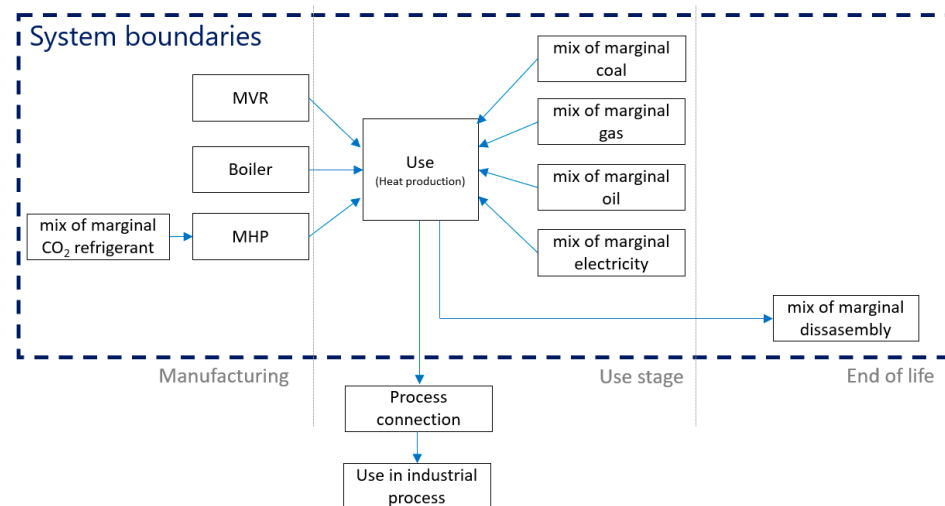 System boundaries
MVR
Boiler
mix of marginal
CO₂ refrigerant
MHP
Use
(Heat production)
mix of marginal
coal
mix of marginal
gas
mix of marginal
oil
mix of marginal
electricity
mix of marginal
dissasembly
Manufacturing
Use stage
End of life
Process
connection
Use in industrial
process